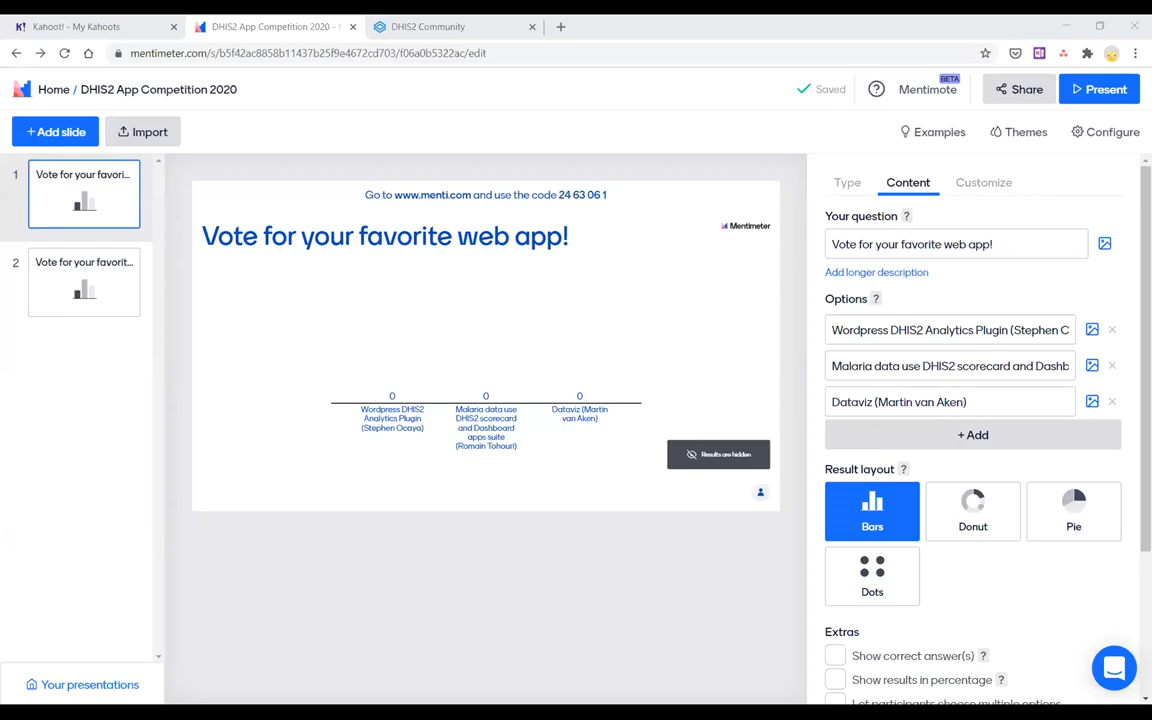 Kahoot! - My Kahoots
DHIS2 App Competition 2020 -
DHIS2 Community
mentimeter.com/s/b5f42ac8858b11437b25f9e4672cd703/f06a0b5322ac/edit
Home / DHIS2 App Competition 2020
Saved
Mentimote
BETA
Share
Present
+ Add slide
Import
Examples
Themes
Configure
1
Vote for your favori...
2
Vote for your favorit...
Go to www.menti.com and use the code 24 63 06 1
Vote for your favorite web app!
Mentimeter
0
Wordpress DHIS2
Analytics Plugin
(Stephen Ocaya)
0
Malaria data use
DHIS2 scorecard
and Dashboard
apps suite
(Romain Tohouri)
0
Dataviz (Martin
van Aken)
Results are hidden
Type
Content
Customize
Your question ?
Vote for your favorite web app!
Add longer description
Options ?
Wordpress DHIS2 Analytics Plugin (Stephen O
Malaria data use DHIS2 scorecard and Dashb
Dataviz (Martin van Aken)
+ Add
Result layout ?
Bars
Donut
Pie
Dots
Extras
Show correct answer(s) ?
Show results in percentage ?
Let participants choose multiple options
Your presentations